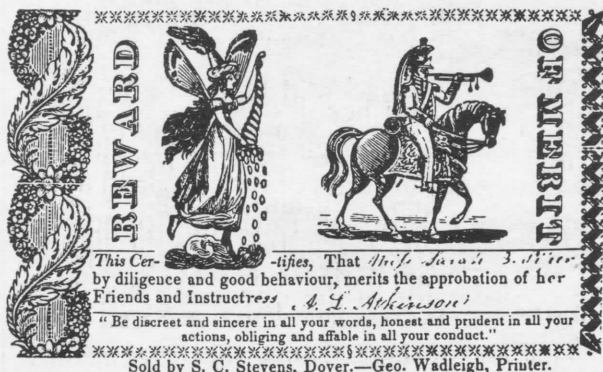 REWARD
OF MERIT
This Cer- -tifies, That Miss Sarah
by diligence and good behaviour, merits the approbation of her
Friends and Instructress A. L. Atkinson
" Be discreet and sincere in all your words, honest and prudent in all your
actions, obliging and affable in all your conduct."
Sold by S. C. Stevens, Dover.—Geo. Wadleigh, Printer.